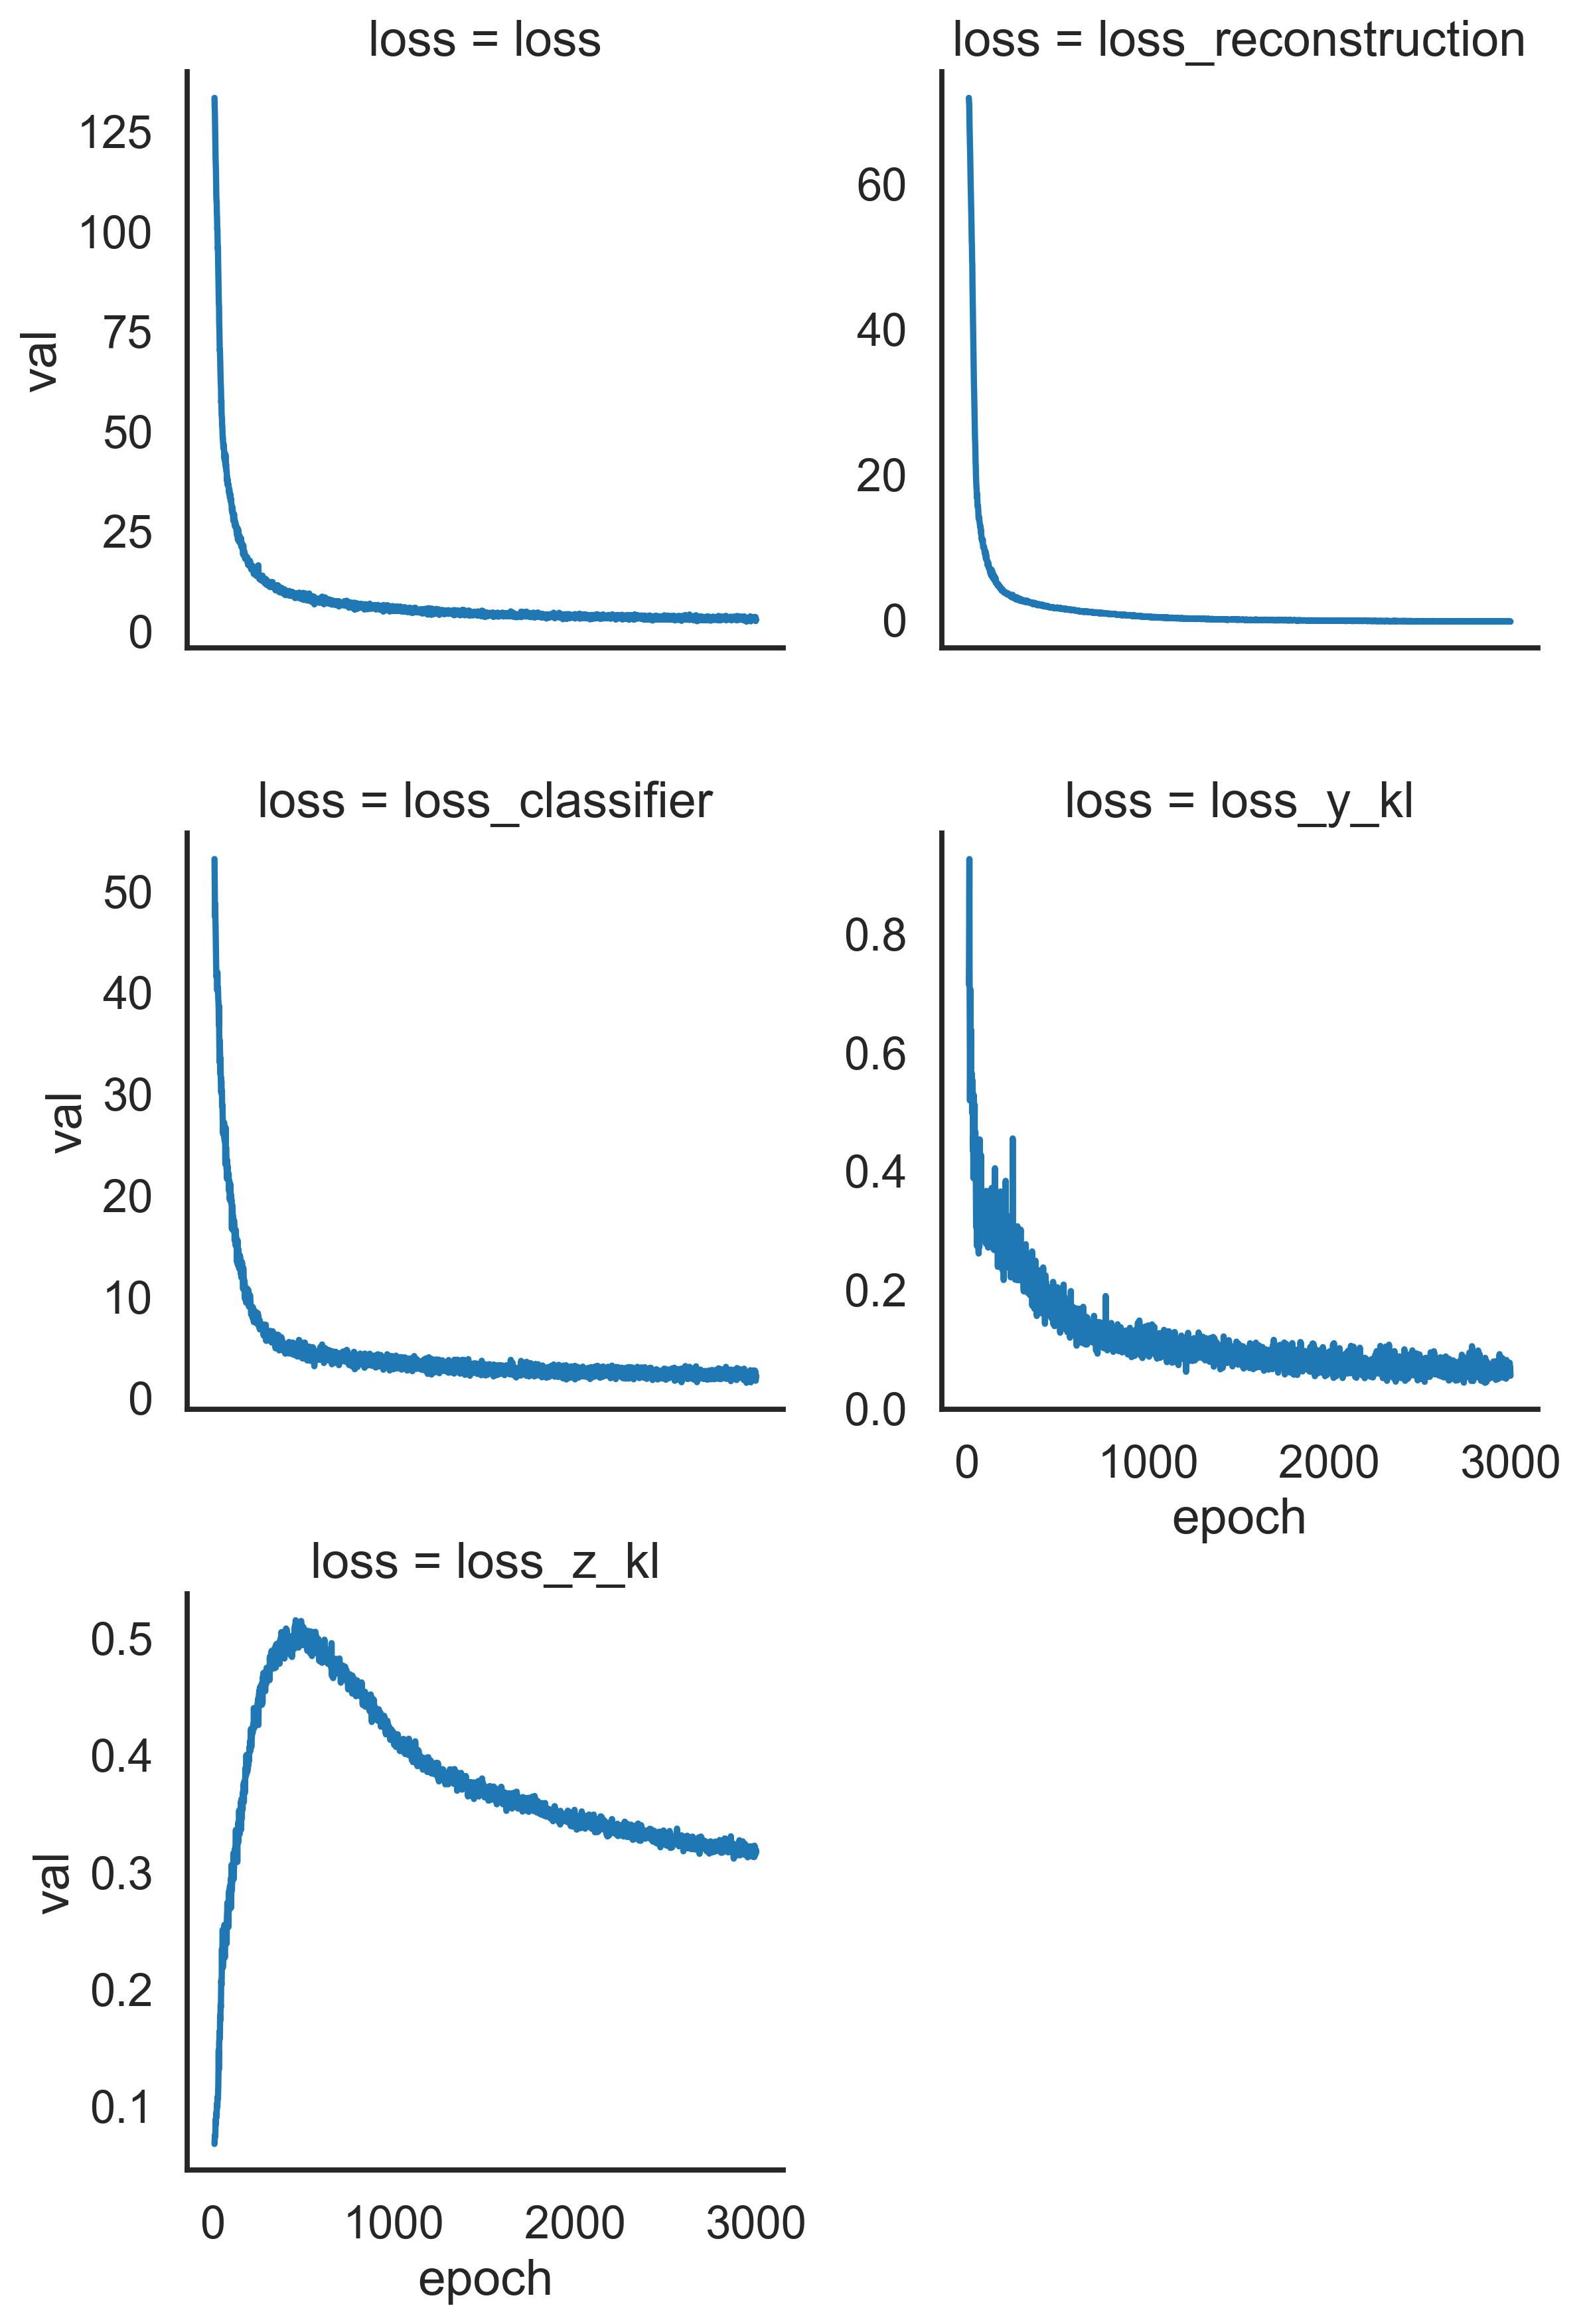 loss = loss
125
100
75
50
25
0
val
loss = loss_reconstruction
60
40
20
0
loss = loss_classifier
50
40
30
20
10
0
val
loss = loss_y_kl
0.8
0.6
0.4
0.2
0.0
0 1000 2000 3000
epoch
loss = loss_z_kl
0.5
0.4
0.3
0.2
0.1
val
0 1000 2000 3000
epoch